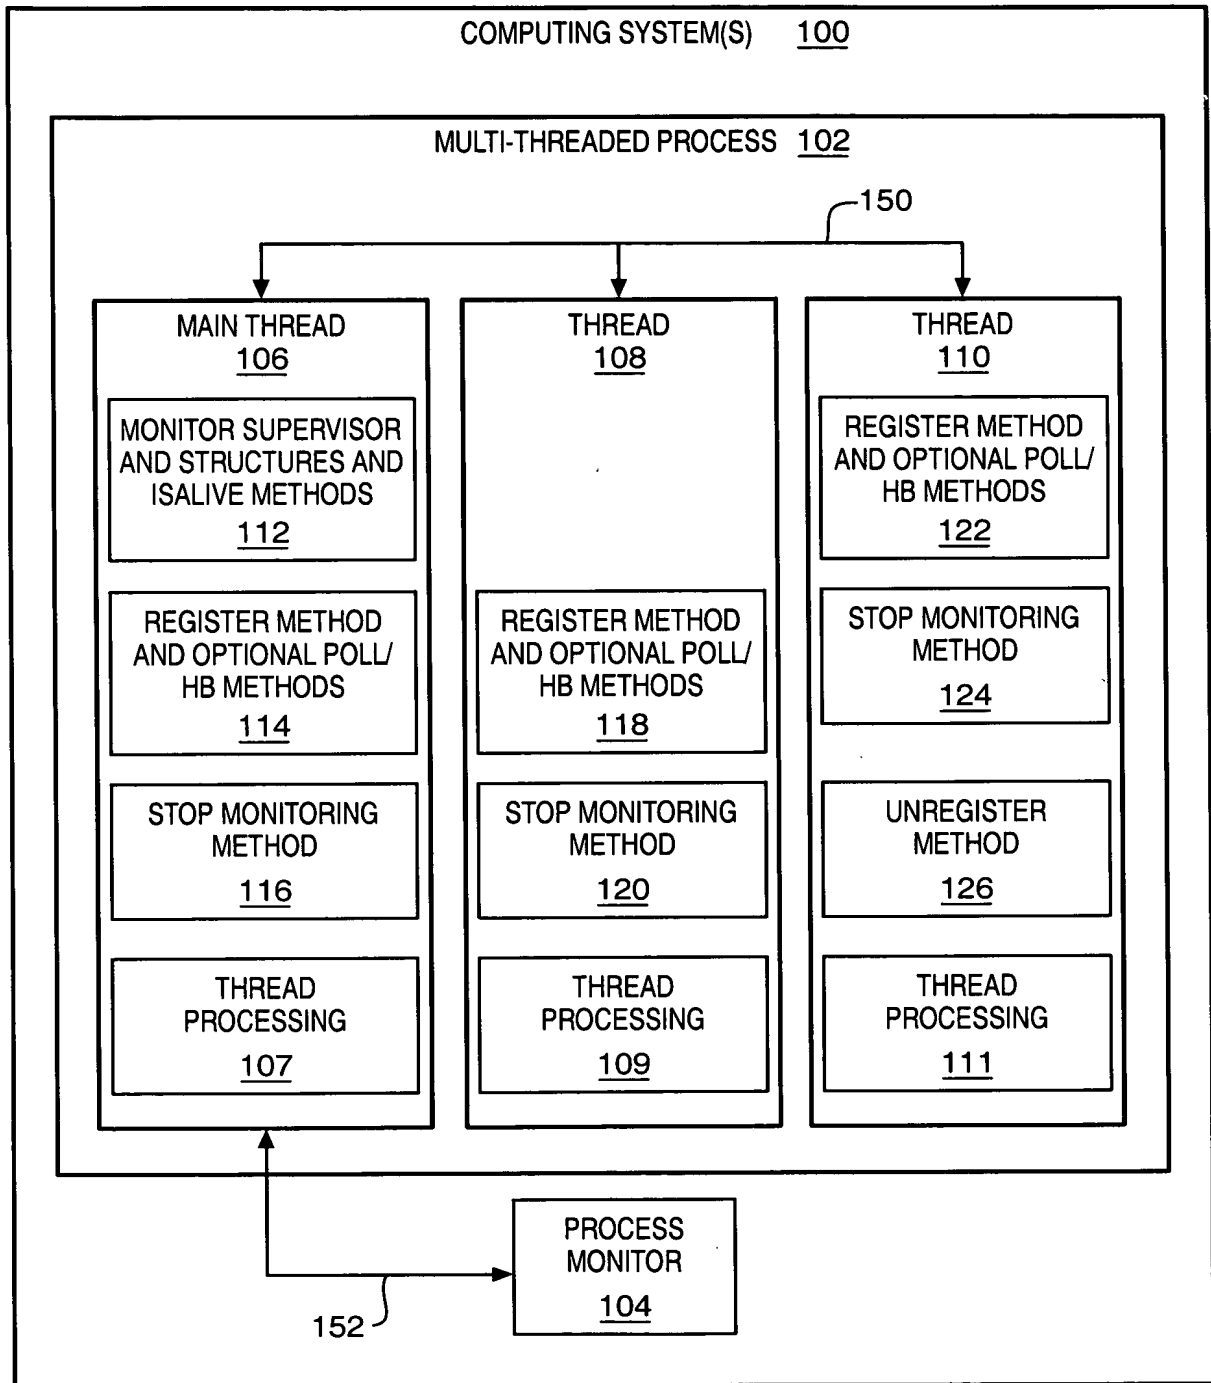 COMPUTING SYSTEM(S) 100
MULTI-THREADED PROCESS 102
150
MAIN THREAD
106
MONITOR SUPERVISOR
AND STRUCTURES AND
ISALIVE METHODS
112
REGISTER METHOD
AND OPTIONAL POLL/
HB METHODS
114
STOP MONITORING
METHOD
116
THREAD
PROCESSING
107
THREAD
108
REGISTER METHOD
AND OPTIONAL POLL/
HB METHODS
118
STOP MONITORING
METHOD
120
THREAD
PROCESSING
109
THREAD
110
REGISTER METHOD
AND OPTIONAL POLL/
HB METHODS
122
STOP MONITORING
METHOD
124
UNREGISTER
METHOD
126
THREAD
PROCESSING
111
PROCESS
MONITOR
104
152